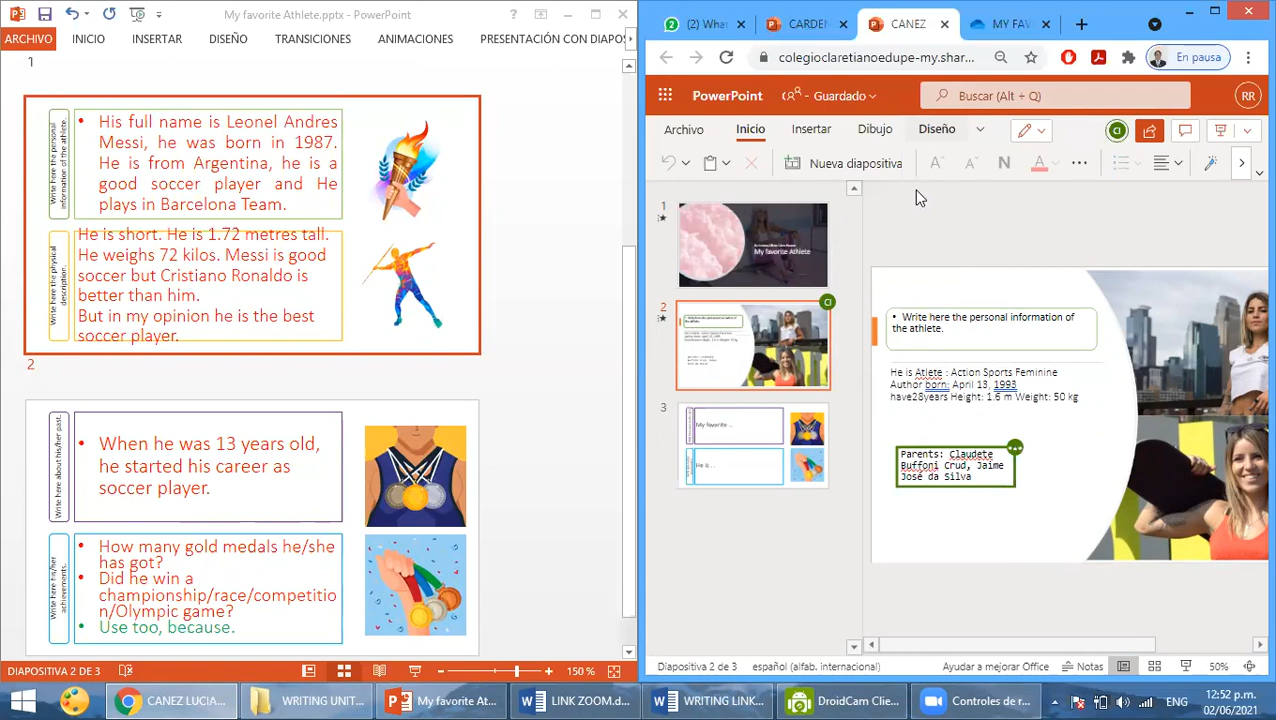 My favorite Athlete.pptx - PowerPoint
ARCHIVO INICIO INSERTAR DISEÑO TRANSICIONES ANIMACIONES PRESENTACIÓN CON DIAPOS
1
Write here the personal information of the athlete.
• His full name is Leonel Andres
Messi, he was born in 1987.
He is from Argentina, he is a
good soccer player and He
plays in Barcelona Team.
Write here the physical description.
He is short. He is 1.72 metres tall.
He weighs 72 kilos. Messi is good
soccer but Cristiano Ronaldo is
better than him.
But in my opinion he is the best
soccer player.
2
Write here about his/her past.
• When he was 13 years old,
he started his career as
soccer player.
Write here his/her achievements.
• How many gold medals he/she
has got?
• Did he win a
championship/race/competitio
n/Olympic game?
• Use too, because.
DIAPOSITIVA 2 DE 3
150 %
(2) What
CARDEN
CANEZ
MY FAV
colegioclaretianoedupe-my.shar...
En pausa
PowerPoint
- Guardado
Buscar (Alt + Q)
RR
Archivo Inicio Insertar Dibujo Diseño
CI
Nueva diapositiva
N
A
1
My favorite Athlete
2
CI
3
My favorite ..
He is ..
• Write here the personal information of
the athlete.
He is Atlete : Action Sports Feminine
Author born: April 13, 1993
have28years Height: 1.6 m Weight: 50 kg
Parents: Claudete
Buffoni Crud, Jaime
José da Silva
Diapositiva 2 de 3
español (alfab. internacional)
Ayudar a mejorar Office
Notas
50%
CANEZ LUCIA...
WRITING UNIT...
My favorite Ath...
LINK ZOOM.d...
WRITING LINK...
DroidCam Clie...
Controles de r...
ENG
12:52 p.m.
02/06/2021